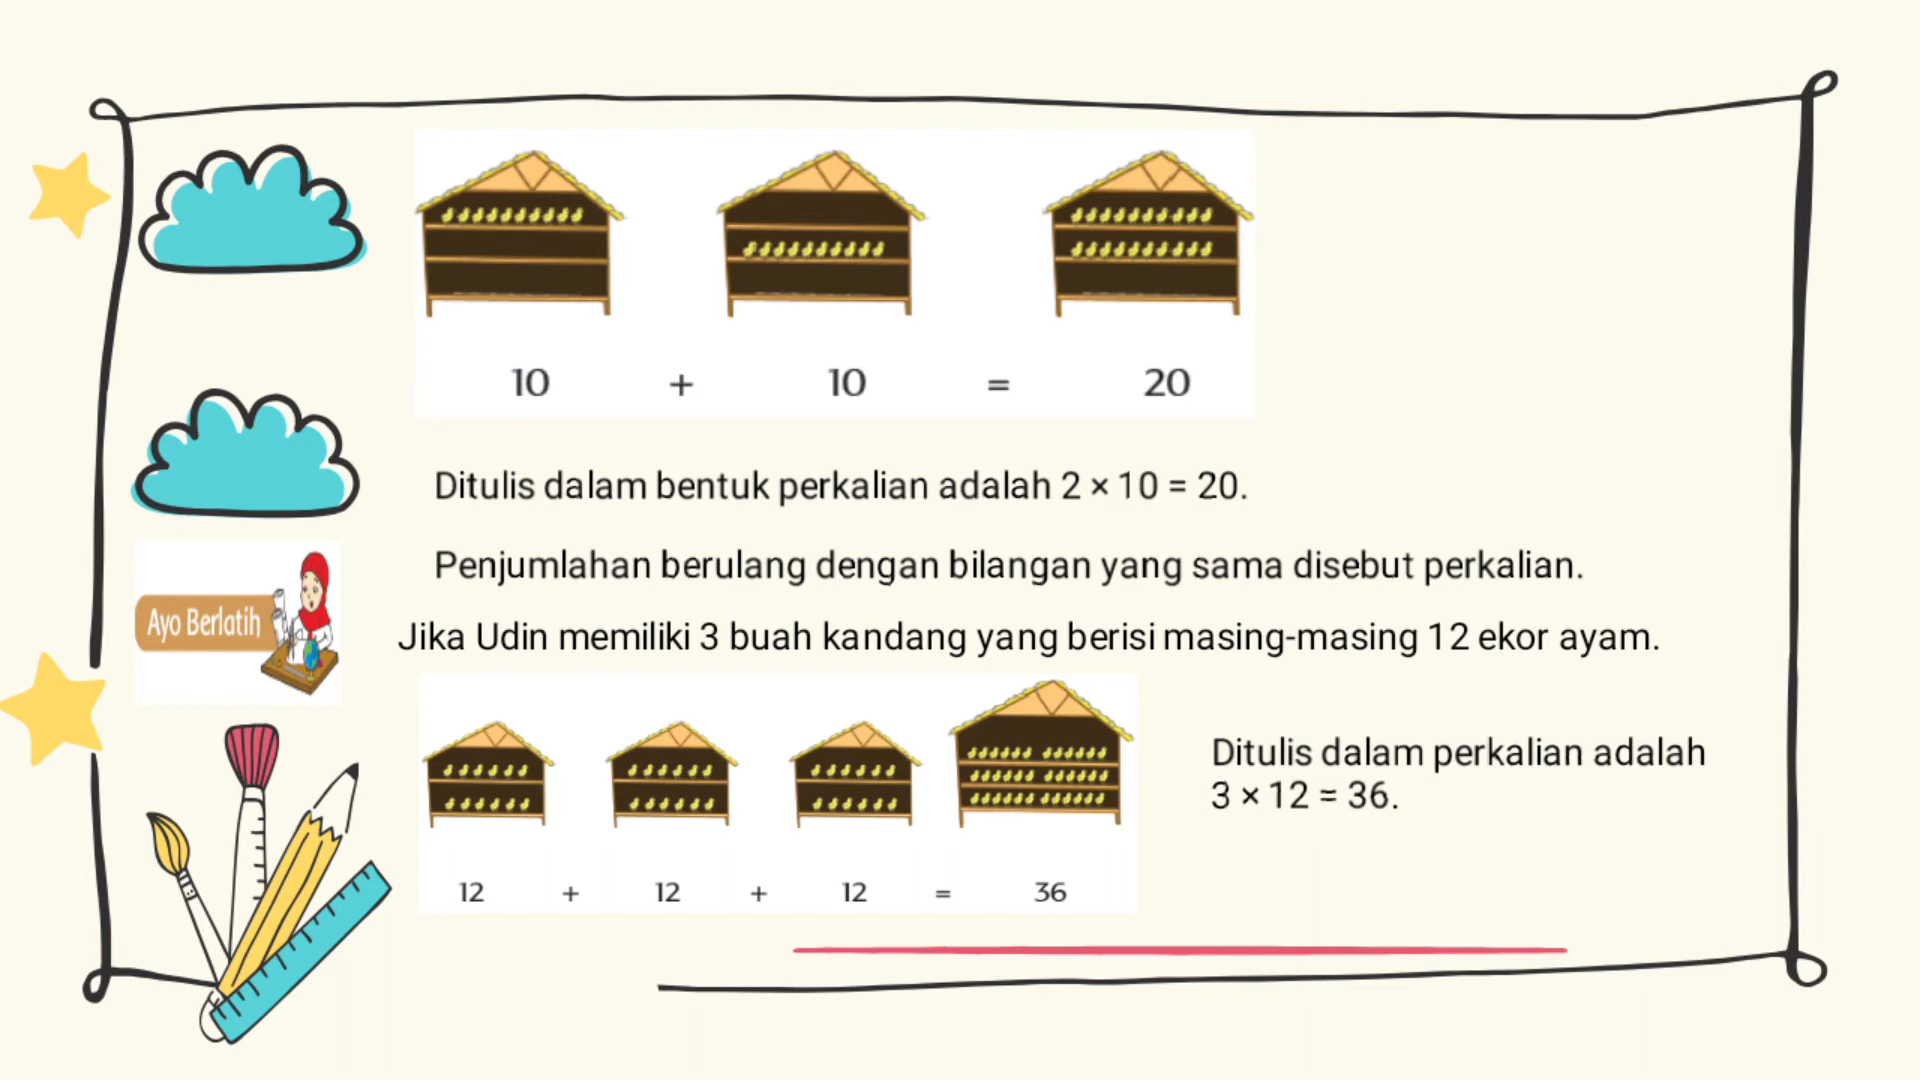 10 + 10 = 20
Ditulis dalam bentuk perkalian adalah 2 × 10 = 20.
Penjumlahan berulang dengan bilangan yang sama disebut perkalian.
Ayo Berlatih
Jika Udin memiliki 3 buah kandang yang berisi masing-masing 12 ekor ayam.
12 + 12 + 12 = 36
Ditulis dalam perkalian adalah
3 × 12 = 36.